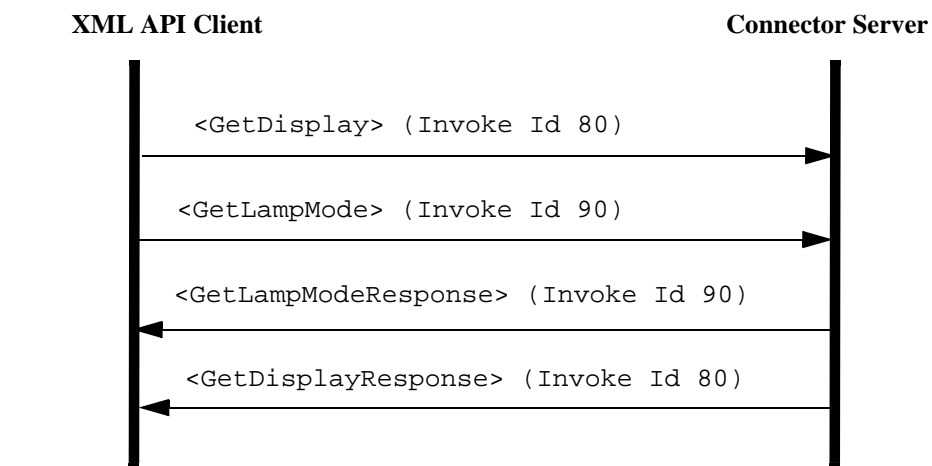 XML API Client
Connector Server
<GetDisplay> (Invoke Id 80)
<GetLampMode> (Invoke Id 90)
<GetLampModeResponse> (Invoke Id 90)
<GetDisplayResponse> (Invoke Id 80)